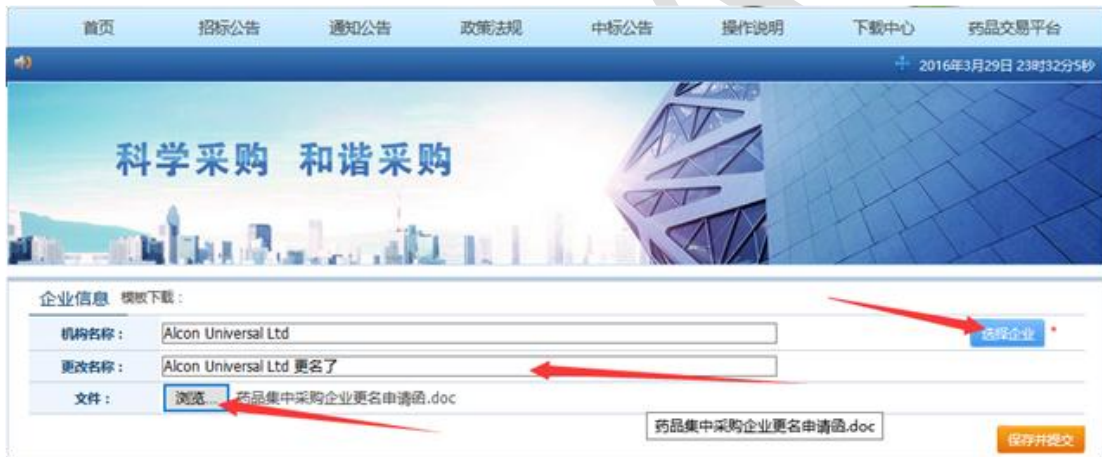 首页 招标公告 通知公告 政策法规 中标公告 操作说明 下载中心 药品交易平台
2016年3月29日 23时32分5秒
科学采购 和谐采购
企业信息 模板下载：
机构名称： Alcon Universal Ltd 选择企业 *
更改名称： Alcon Universal Ltd 更名了
文件： 浏览... 药品集中采购企业更名申请函.doc
药品集中采购企业更名申请函.doc
保存并提交